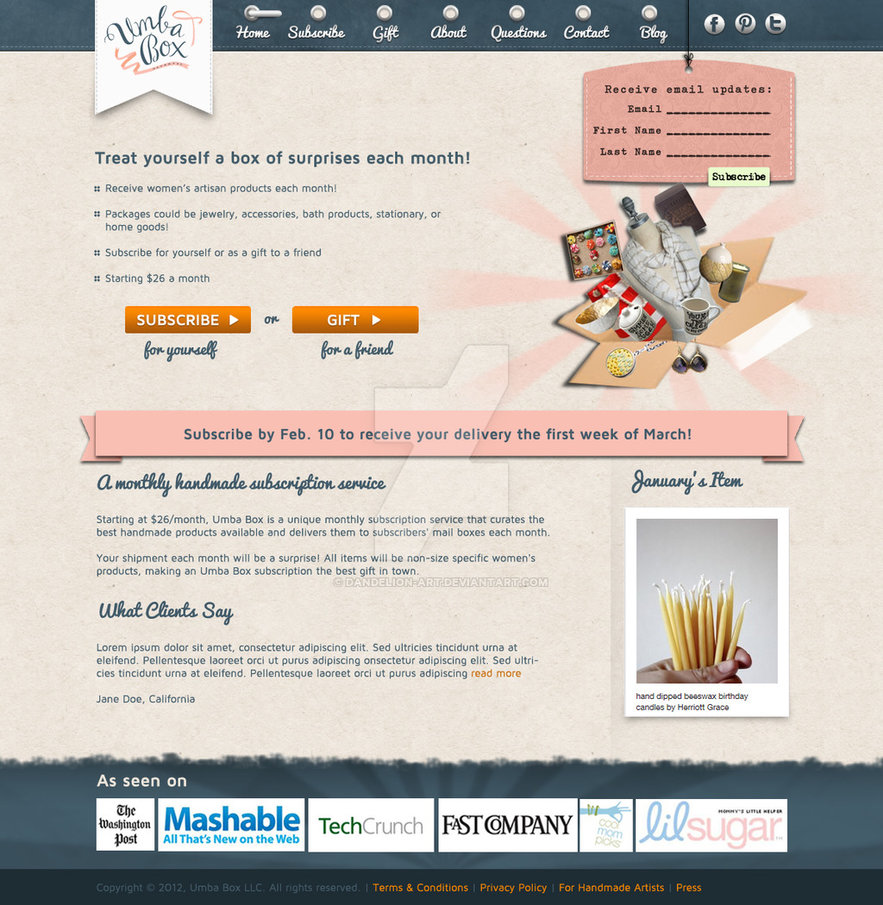 Umba Box
Home Subscribe Gift About Questions Contact Blog
Receive email updates:
Email
First Name
Last Name
Subscribe
Treat yourself a box of surprises each month!
Receive women's artisan products each month!
Packages could be jewelry, accessories, bath products, stationary, or
home goods!
Subscribe for yourself or as a gift to a friend
Starting $26 a month
SUBSCRIBE or GIFT
for yourself for a friend
Subscribe by Feb. 10 to receive your delivery the first week of March!
A monthly handmade subscription service
Starting at $26/month, Umba Box is a unique monthly subscription service that curates the
best handmade products available and delivers them to subscribers' mail boxes each month.
Your shipment each month will be a surprise! All items will be non-size specific women's
products, making an Umba Box subscription the best gift in town.
© DANDELION-ART.DEVIANTART.COM
What Clients Say
Lorem ipsum dolor sit amet, consectetur adipiscing elit. Sed ultricies tincidunt urna at
eleifend. Pellentesque laoreet orci ut purus adipiscing onsectetur adipiscing elit. Sed ultri-
cies tincidunt urna at eleifend. Pellentesque laoreet orci ut purus adipiscing read more
Jane Doe, California
January's Item
hand dipped beeswax birthday
candles by Herriott Grace
As seen on
The Washington Post
Mashable
All That's New on the Web
TechCrunch
FAST COMPANY
cool mom picks
MOMMY'S LITTLE HELPER
lilsugar
Copyright © 2012, Umba Box LLC. All rights reserved. | Terms & Conditions | Privacy Policy | For Handmade Artists | Press